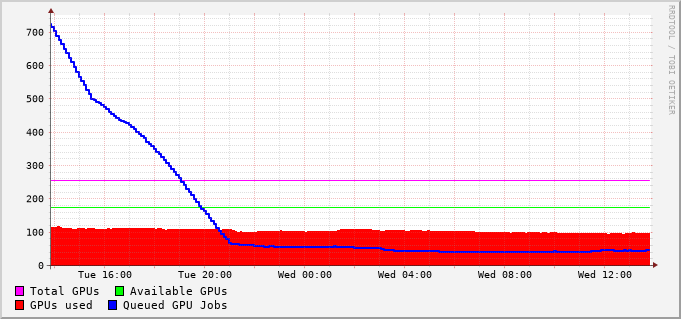 RRDTOOL / TOBI OETIKER
700
600
500
400
300
200
100
0
Tue 16:00 Tue 20:00 Wed 00:00 Wed 04:00 Wed 08:00 Wed 12:00
Total GPUs Available GPUs
GPUs used Queued GPU Jobs